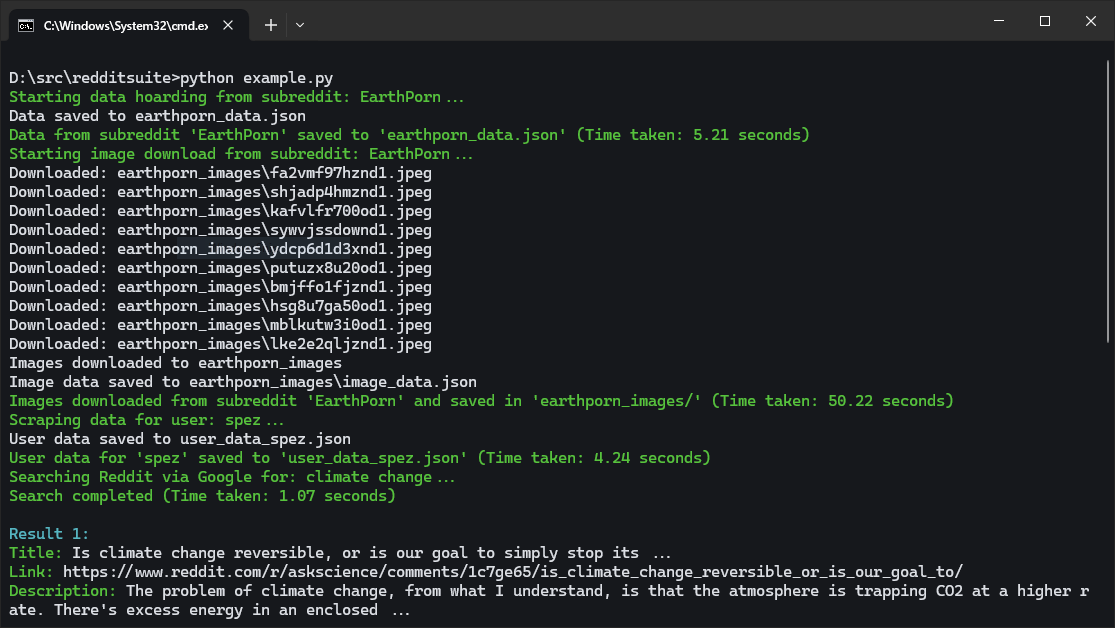 C:\Windows\System32\cmd.ex
D:\src\redditsuite>python example.py
Starting data hoarding from subreddit: EarthPorn...
Data saved to earthporn_data.json
Data from subreddit 'EarthPorn' saved to 'earthporn_data.json' (Time taken: 5.21 seconds)
Starting image download from subreddit: EarthPorn...
Downloaded: earthporn_images\fa2vmf97hznd1.jpeg
Downloaded: earthporn_images\shjadp4hmznd1.jpeg
Downloaded: earthporn_images\kafvlfr700od1.jpeg
Downloaded: earthporn_images\sywvjssdownd1.jpeg
Downloaded: earthporn_images\ydcp6d1d3xnd1.jpeg
Downloaded: earthporn_images\putuzx8u20od1.jpeg
Downloaded: earthporn_images\bmjffo1fjznd1.jpeg
Downloaded: earthporn_images\hsg8u7ga50od1.jpeg
Downloaded: earthporn_images\mblkutw3i0od1.jpeg
Downloaded: earthporn_images\lke2e2qljznd1.jpeg
Images downloaded to earthporn_images
Image data saved to earthporn_images\image_data.json
Images downloaded from subreddit 'EarthPorn' and saved in 'earthporn_images/' (Time taken: 50.22 seconds)
Scraping data for user: spez...
User data saved to user_data_spez.json
User data for 'spez' saved to 'user_data_spez.json' (Time taken: 4.24 seconds)
Searching Reddit via Google for: climate change...
Search completed (Time taken: 1.07 seconds)
Result 1:
Title: Is climate change reversible, or is our goal to simply stop its ...
Link: https://www.reddit.com/r/askscience/comments/1c7ge65/is_climate_change_reversible_or_is_our_goal_to/
Description: The problem of climate change, from what I understand, is that the atmosphere is trapping CO2 at a higher r
ate. There's excess energy in an enclosed ...